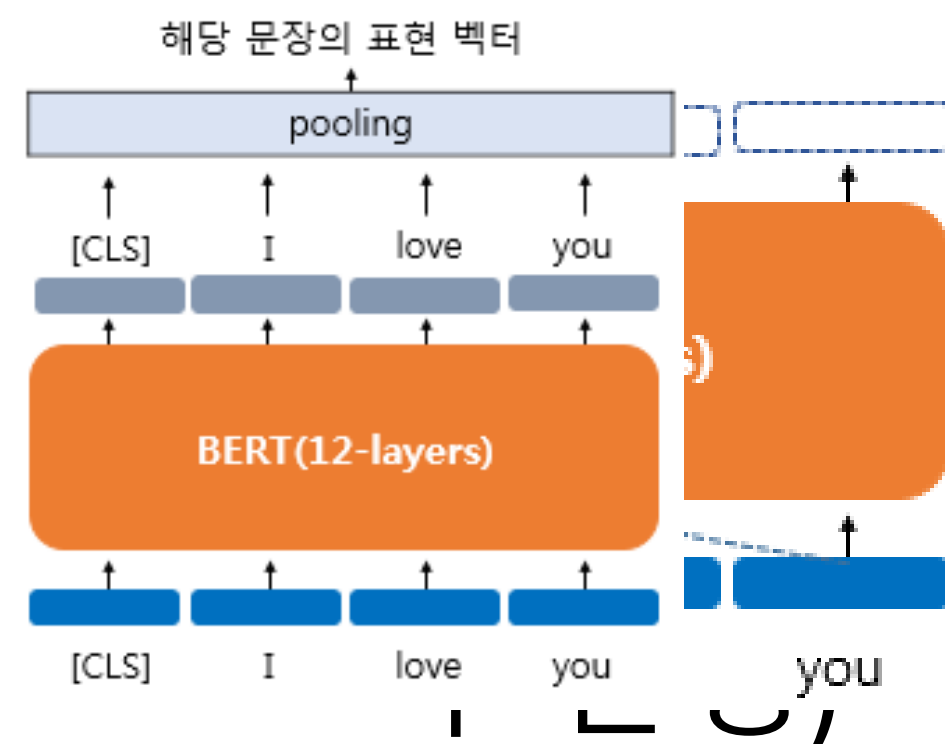 해당 문장의 표현 벡터
pooling
[CLS] I love you
BERT(12-layers)
[CLS] I love you
you